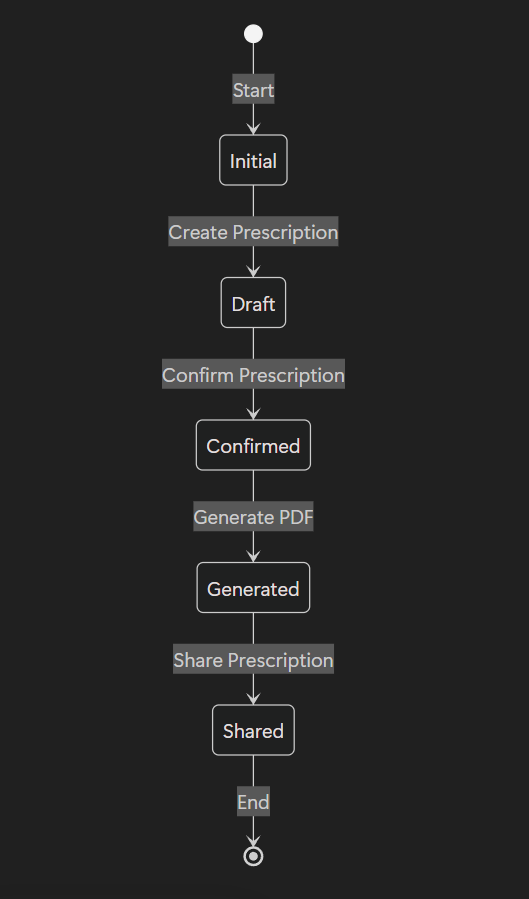 Start
Initial
Create Prescription
Draft
Confirm Prescription
Confirmed
Generate PDF
Generated
Share Prescription
Shared
End